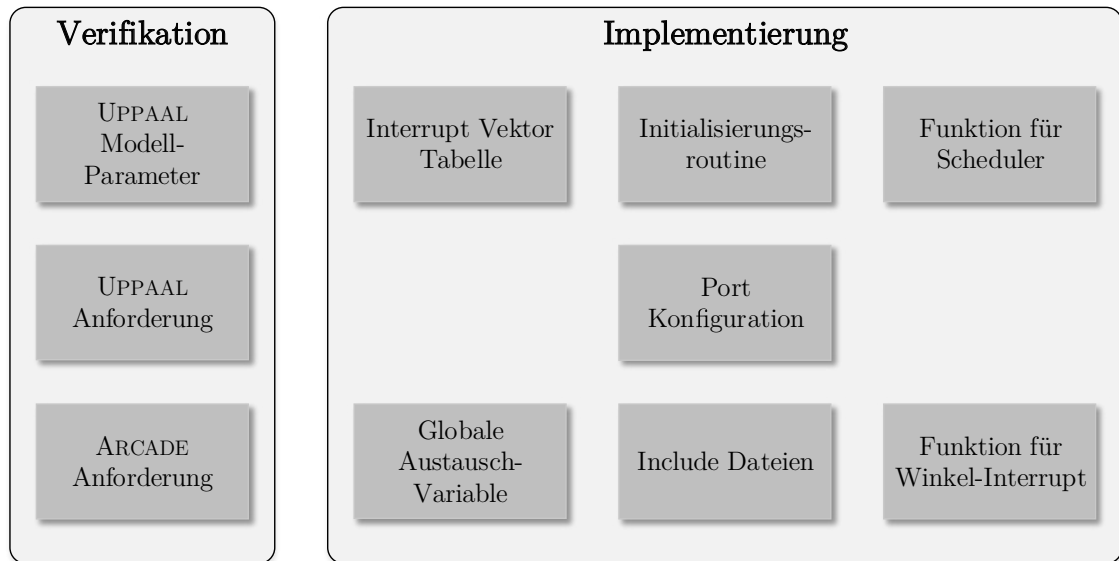 Verifikation
UPPAAL
Modell-
Parameter
UPPAAL
Anforderung
ARCADE
Anforderung
Implementierung
Interrupt Vektor
Tabelle
Initialisierungs-
routine
Funktion für
Scheduler
Port
Konfiguration
Globale
Austausch-
Variable
Include Dateien
Funktion für
Winkel-Interrupt